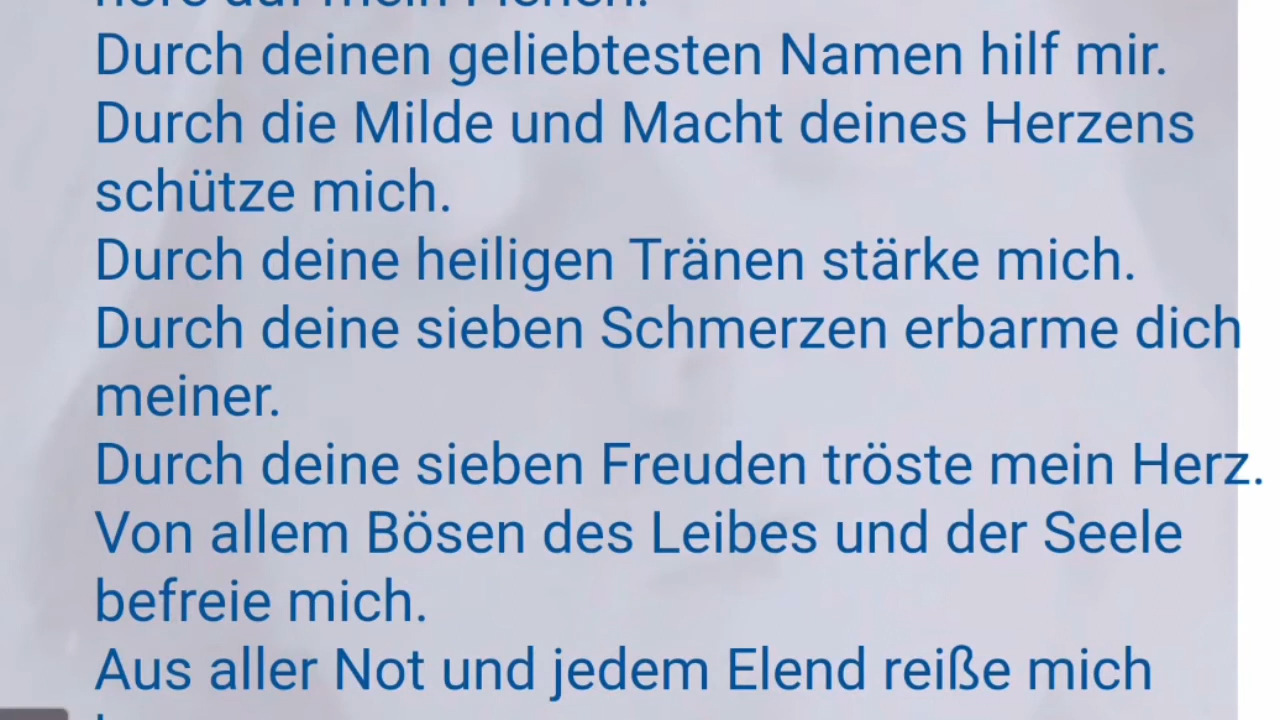 Durch deinen geliebtesten Namen hilf mir.
Durch die Milde und Macht deines Herzens
schütze mich.
Durch deine heiligen Tränen stärke mich.
Durch deine sieben Schmerzen erbarme dich
meiner.
Durch deine sieben Freuden tröste mein Herz.
Von allem Bösen des Leibes und der Seele
befreie mich.
Aus aller Not und jedem Elend reiße mich